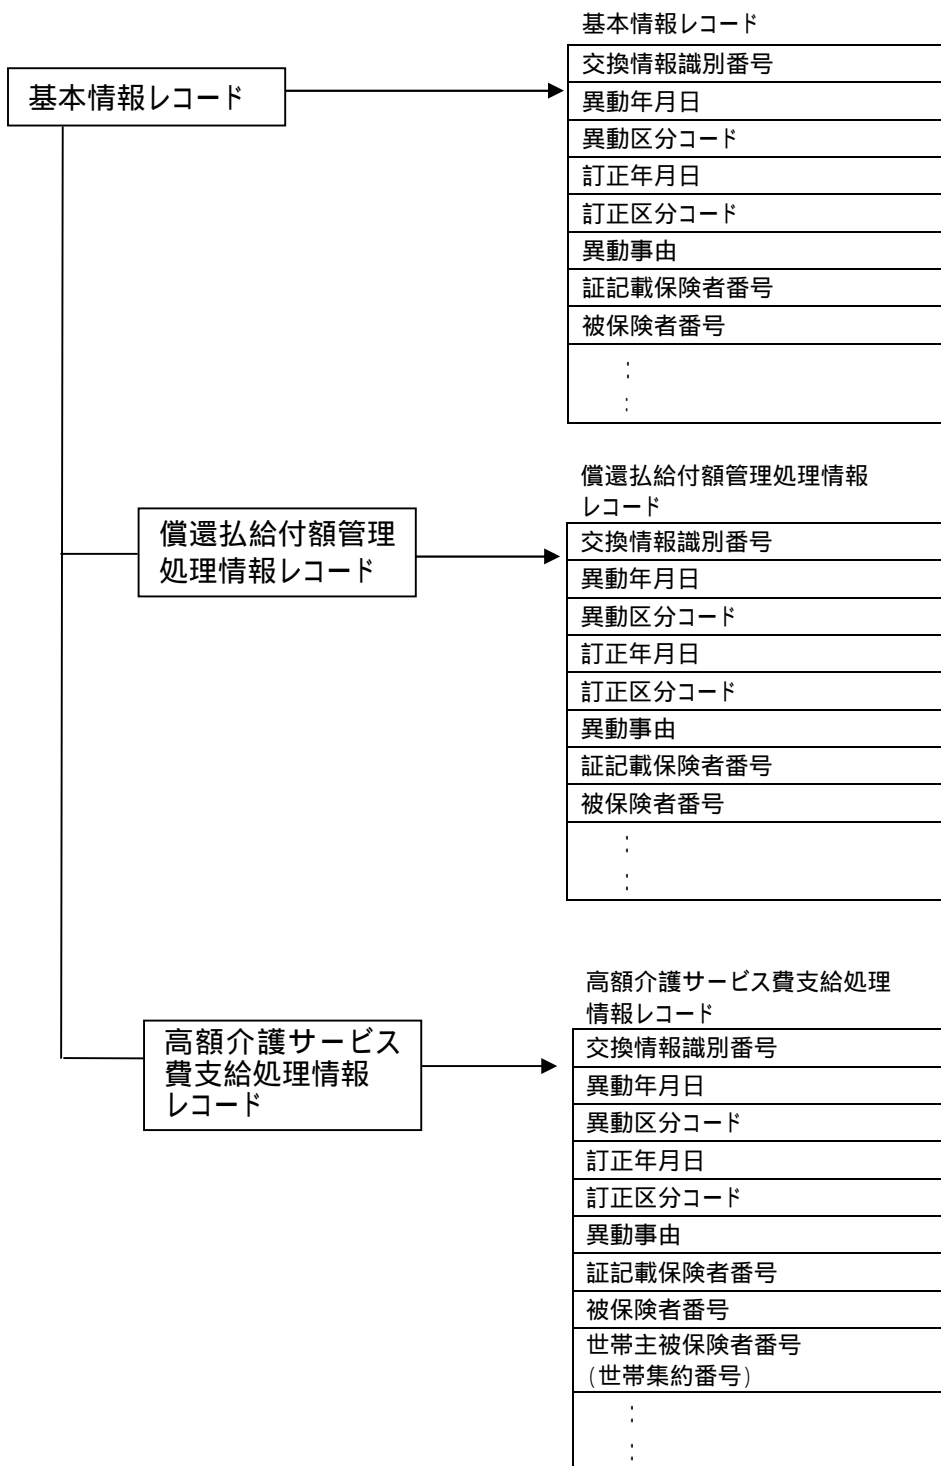 基本情報レコード
基本情報レコード
交換情報識別番号
異動年月日
異動区分コード
訂正年月日
訂正区分コード
異動事由
証記載保険者番号
被保険者番号
:
:
償還払給付額管理
処理情報レコード
償還払給付額管理処理情報
レコード
交換情報識別番号
異動年月日
異動区分コード
訂正年月日
訂正区分コード
異動事由
証記載保険者番号
被保険者番号
:
:
高額介護サービス
費支給処理情報
レコード
高額介護サービス費支給処理
情報レコード
交換情報識別番号
異動年月日
異動区分コード
訂正年月日
訂正区分コード
異動事由
証記載保険者番号
被保険者番号
世帯主被保険者番号
(世帯集約番号)
:
: